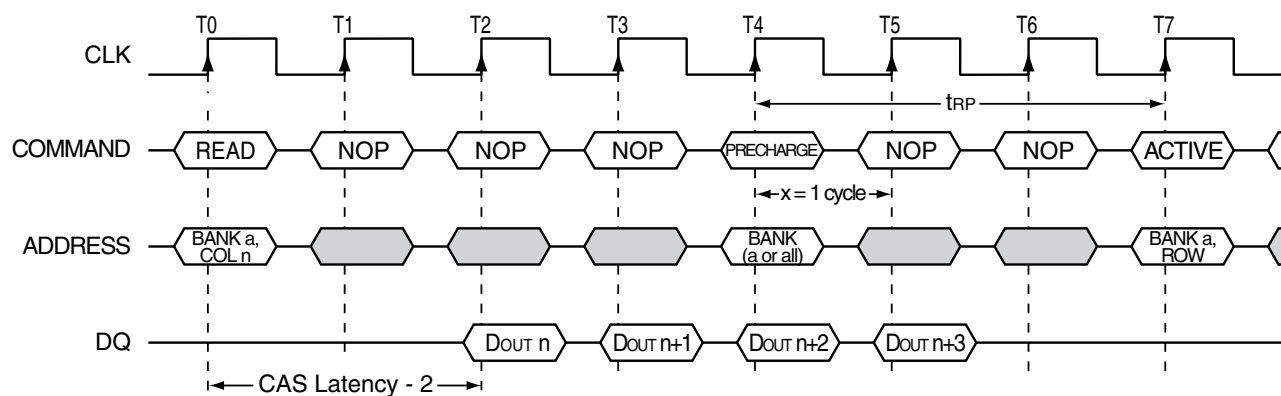 T0 T1 T2 T3 T4 T5 T6 T7
CLK
tRP
COMMAND READ NOP NOP NOP PRECHARGE NOP NOP ACTIVE
x = 1 cycle
ADDRESS
BANK a,
COL n
BANK
(a or all)
BANK a,
ROW
DQ DOUT n DOUT n+1 DOUT n+2 DOUT n+3
CAS Latency - 2